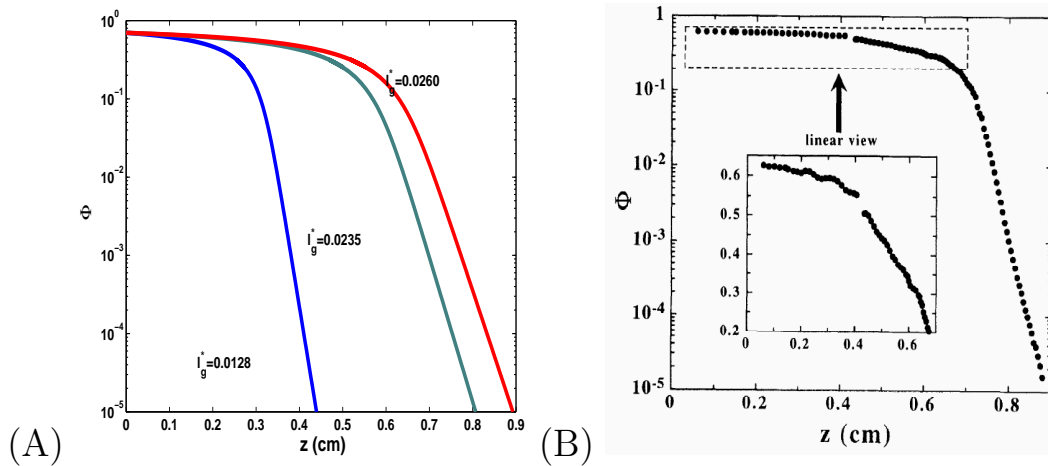 10^0
10^-1
10^-2
10^-3
10^-4
10^-5
Φ
0 0.1 0.2 0.3 0.4 0.5 0.6 0.7 0.8 0.9
z (cm)
I*g=0.0260
I*g=0.0235
I*g=0.0128
(A)
1
10^-1
10^-2
10^-3
10^-4
10^-5
Φ
linear view
0.6
0.5
0.4
0.3
0.2
0 0.2 0.4 0.6
0 0.2 0.4 0.6 0.8
z (cm)
(B)